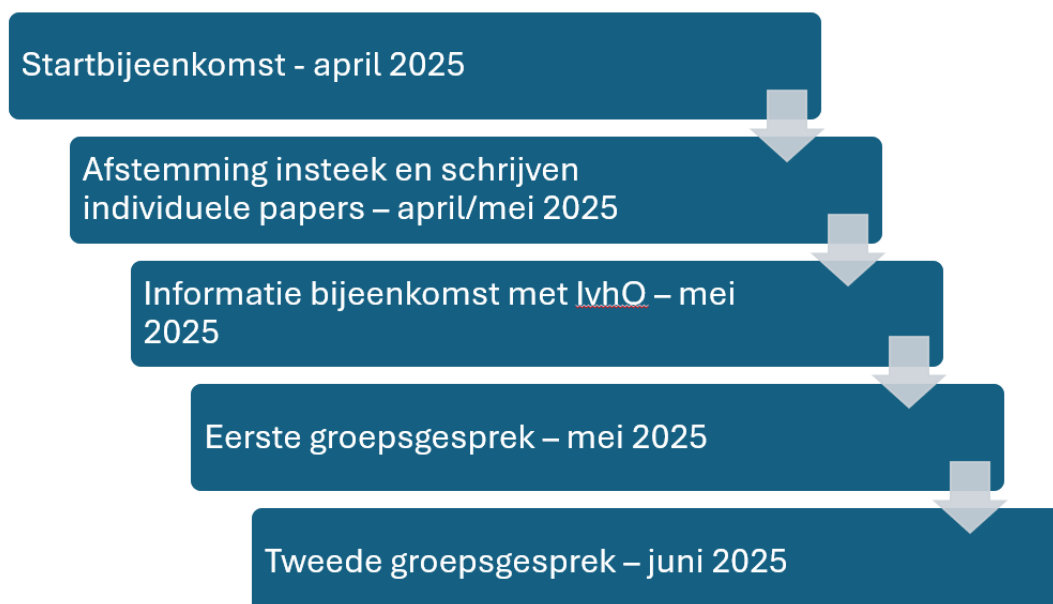 Startbijeenkomst - april 2025
Afstemming insteek en schrijven
individuele papers – april/mei 2025
Informatie bijeenkomst met IvhO – mei
2025
Eerste groepsgesprek – mei 2025
Tweede groepsgesprek – juni 2025